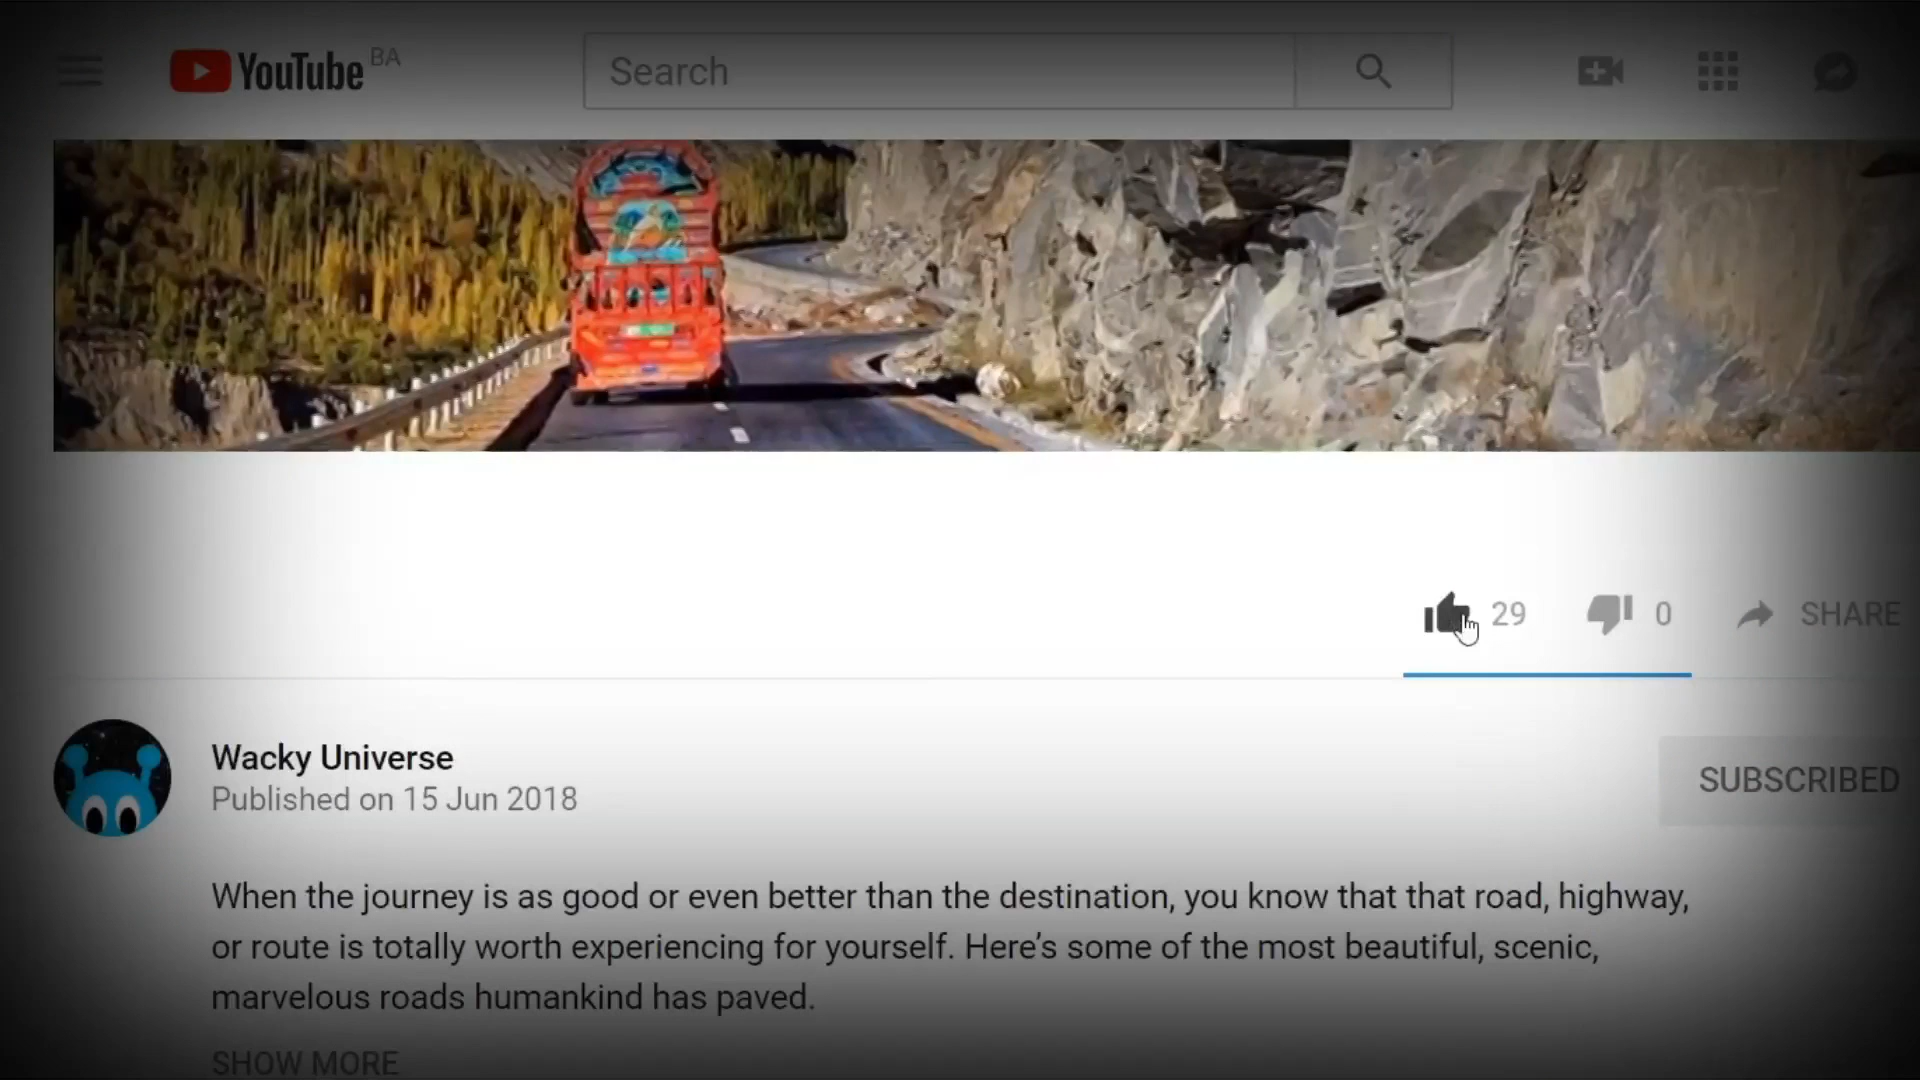 YouTube BA
Search
29
0
SHARE
Wacky Universe
Published on 15 Jun 2018
SUBSCRIBED
When the journey is as good or even better than the destination, you know that that road, highway,
or route is totally worth experiencing for yourself. Here’s some of the most beautiful, scenic,
marvelous roads humankind has paved.
SHOW MORE